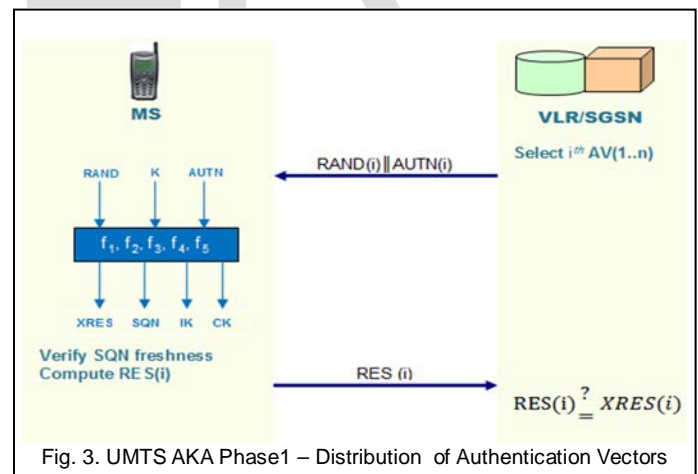 MS
VLR/SGSN
Select iᵗʰ AV(1..n)
RAND(i)||AUTN(i)
RAND K AUTN
f₁, f₂, f₃, f₄, f₅
XRES SQN IK CK
Verify SQN freshness
Compute RES(i)
RES (i)
RES(i) ≟ XRES(i)
Fig. 3. UMTS AKA Phase1 – Distribution of Authentication Vectors